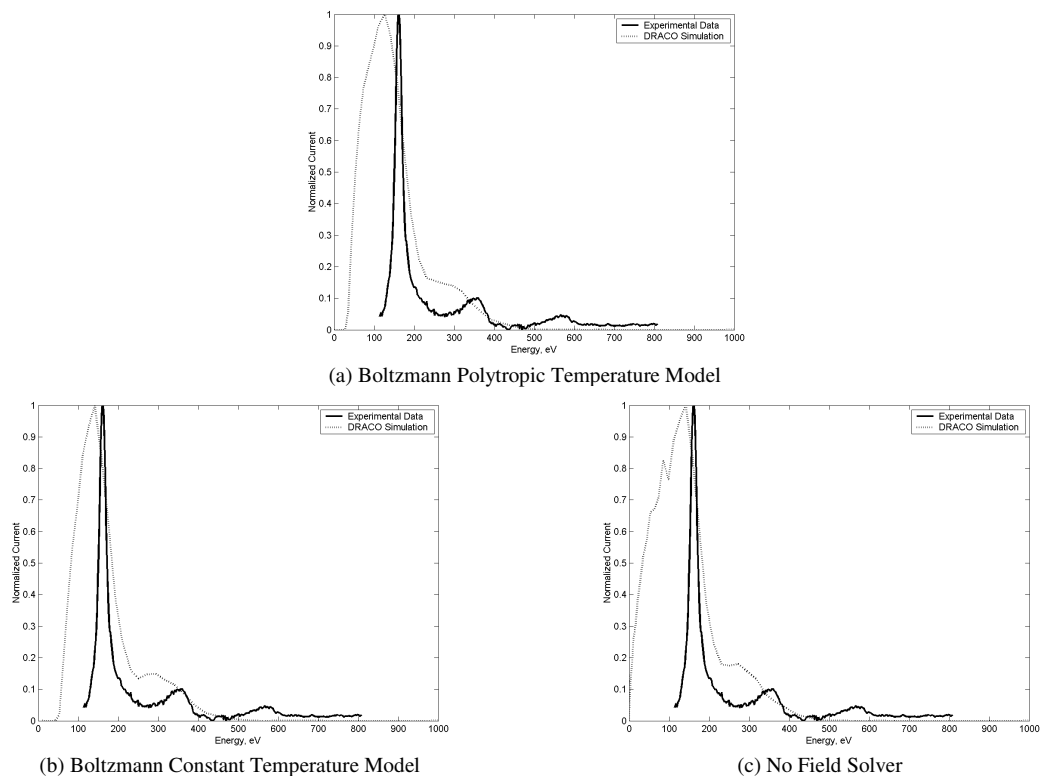 1
0.9
0.8
0.7
0.6
0.5
0.4
0.3
0.2
0.1
0
Normalized Current
Experimental Data
DRACO Simulation
0 100 200 300 400 500 600 700 800 900 1000
Energy, eV
(a) Boltzmann Polytropic Temperature Model
1
0.9
0.8
0.7
0.6
0.5
0.4
0.3
0.2
0.1
0
Normalized Current
Experimental Data
DRACO Simulation
0 100 200 300 400 500 600 700 800 900 1000
Energy, eV
(b) Boltzmann Constant Temperature Model
1
0.9
0.8
0.7
0.6
0.5
0.4
0.3
0.2
0.1
0
Normalized Current
Experimental Data
DRACO Simulation
0 100 200 300 400 500 600 700 800 900 1000
Energy, eV
(c) No Field Solver